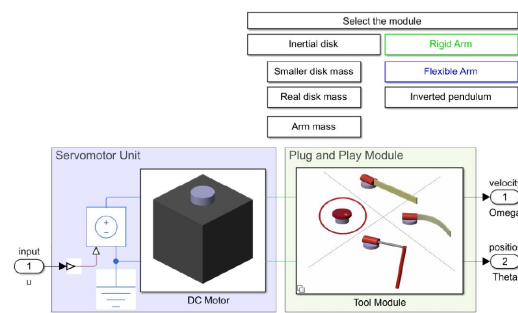 Select the module
Inertial disk
Rigid Arm
Smaller disk mass
Flexible Arm
Real disk mass
Inverted pendulum
Arm mass
Servomotor Unit
Plug and Play Module
velocity
1
Omega
input
1
u
position
2
Theta
DC Motor
Tool Module